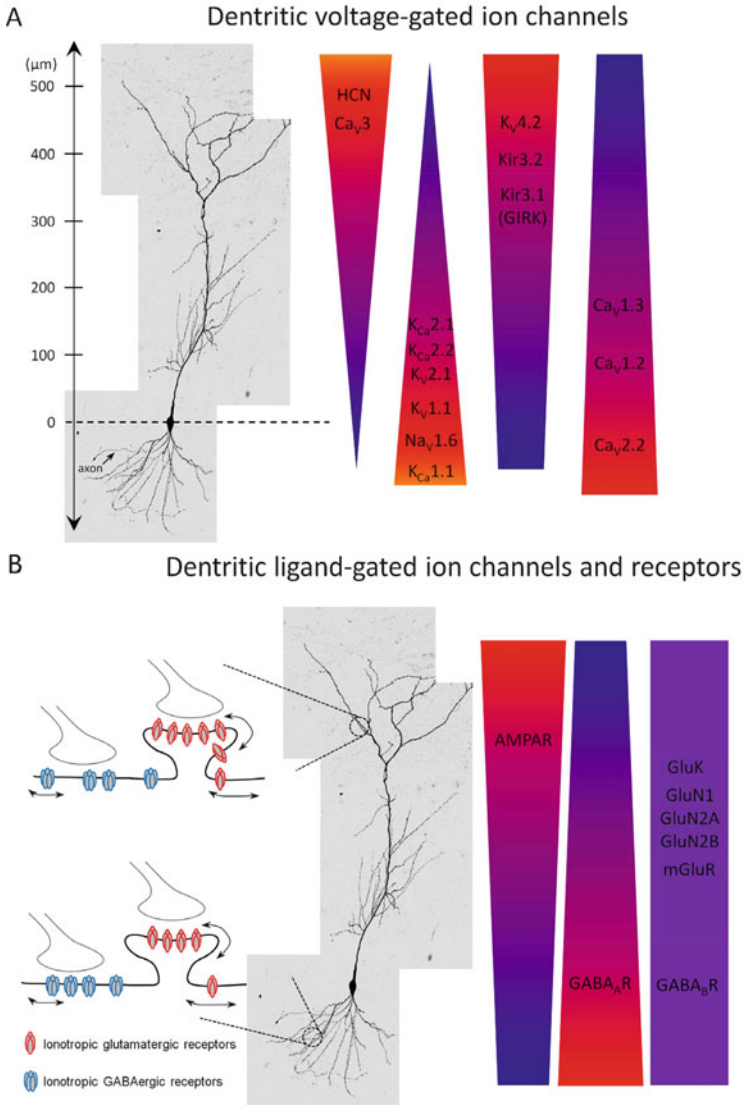 A
Dentritic voltage-gated ion channels
(μm)
500
400
300
200
100
0
axon
HCN
CaV3
KCa2.1
KCa2.2
KV2.1
KV1.1
NaV1.6
KCa1.1
KV4.2
Kir3.2
Kir3.1
(GIRK)
CaV1.3
CaV1.2
CaV2.2
B
Dentritic ligand-gated ion channels and receptors
Ionotropic glutamatergic receptors
Ionotropic GABAergic receptors
AMPAR
GABAAR
GluK
GluN1
GluN2A
GluN2B
mGluR
GABABR